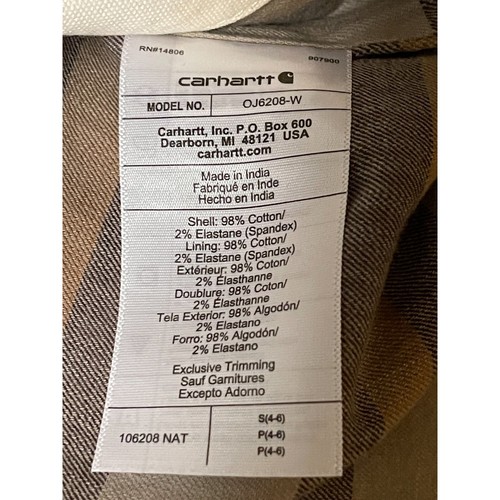 RN#14806 907900
carhartt
MODEL NO. OJ6208-W
Carhartt, Inc. P.O. Box 600
Dearborn, MI 48121 USA
carhartt.com
Made in India
Fabriqué en Inde
Hecho en India
Shell: 98% Cotton/
2% Elastane (Spandex)
Lining: 98% Cotton/
2% Elastane (Spandex)
Extérieur: 98% Coton/
2% Élasthanne
Doublure: 98% Coton/
2% Élasthanne
Tela Exterior: 98% Algodón/
2% Elastano
Forro: 98% Algodón/
2% Elastano
Exclusive Trimming
Sauf Garnitures
Excepto Adorno
106208 NAT
S(4-6)
P(4-6)
P(4-6)